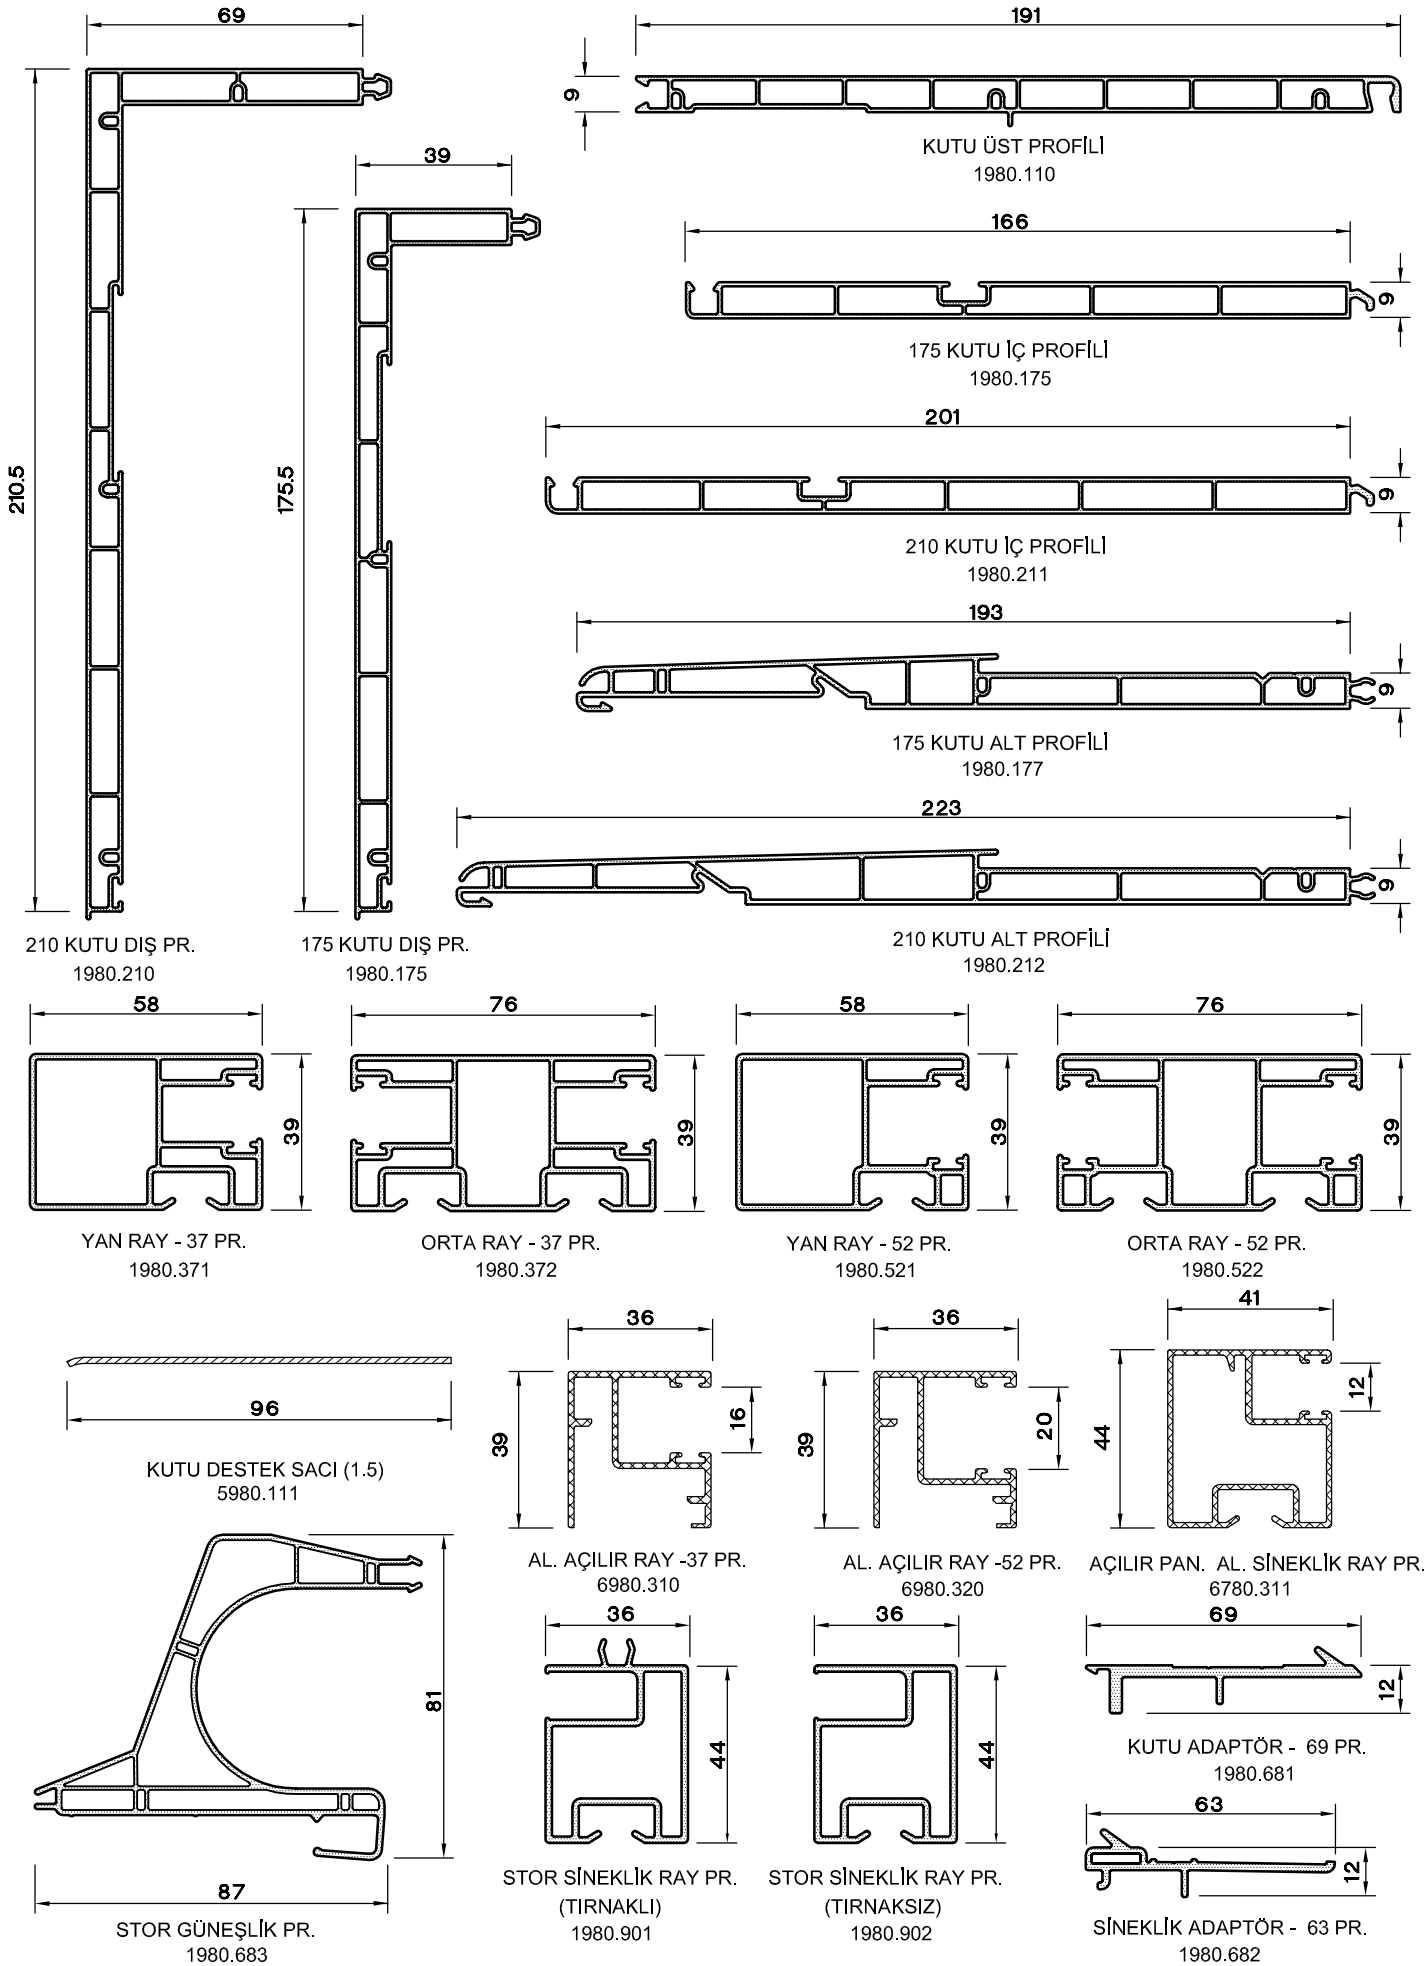 69
191
9
KUTU ÜST PROFİLİ
1980.110
39
166
9
175 KUTU İÇ PROFİLİ
1980.175
201
9
210 KUTU İÇ PROFİLİ
1980.211
210.5
175.5
193
9
175 KUTU ALT PROFİLİ
1980.177
223
9
210 KUTU ALT PROFİLİ
1980.212
210 KUTU DIŞ PR.
1980.210
175 KUTU DIŞ PR.
1980.175
58
39
YAN RAY - 37 PR.
1980.371
76
39
ORTA RAY - 37 PR.
1980.372
58
39
YAN RAY - 52 PR.
1980.521
76
39
ORTA RAY - 52 PR.
1980.522
96
KUTU DESTEK SACI (1.5)
5980.111
36
39
16
AL. AÇILIR RAY -37 PR.
6980.310
36
39
20
AL. AÇILIR RAY -52 PR.
6980.320
41
44
12
AÇILIR PAN. AL. SİNEKLİK RAY PR.
6780.311
81
87
STOR GÜNEŞLİK PR.
1980.683
36
44
STOR SİNEKLİK RAY PR.
(TIRNAKLI)
1980.901
36
44
STOR SİNEKLİK RAY PR.
(TIRNAKSIZ)
1980.902
69
12
KUTU ADAPTÖR - 69 PR.
1980.681
63
12
SİNEKLİK ADAPTÖR - 63 PR.
1980.682